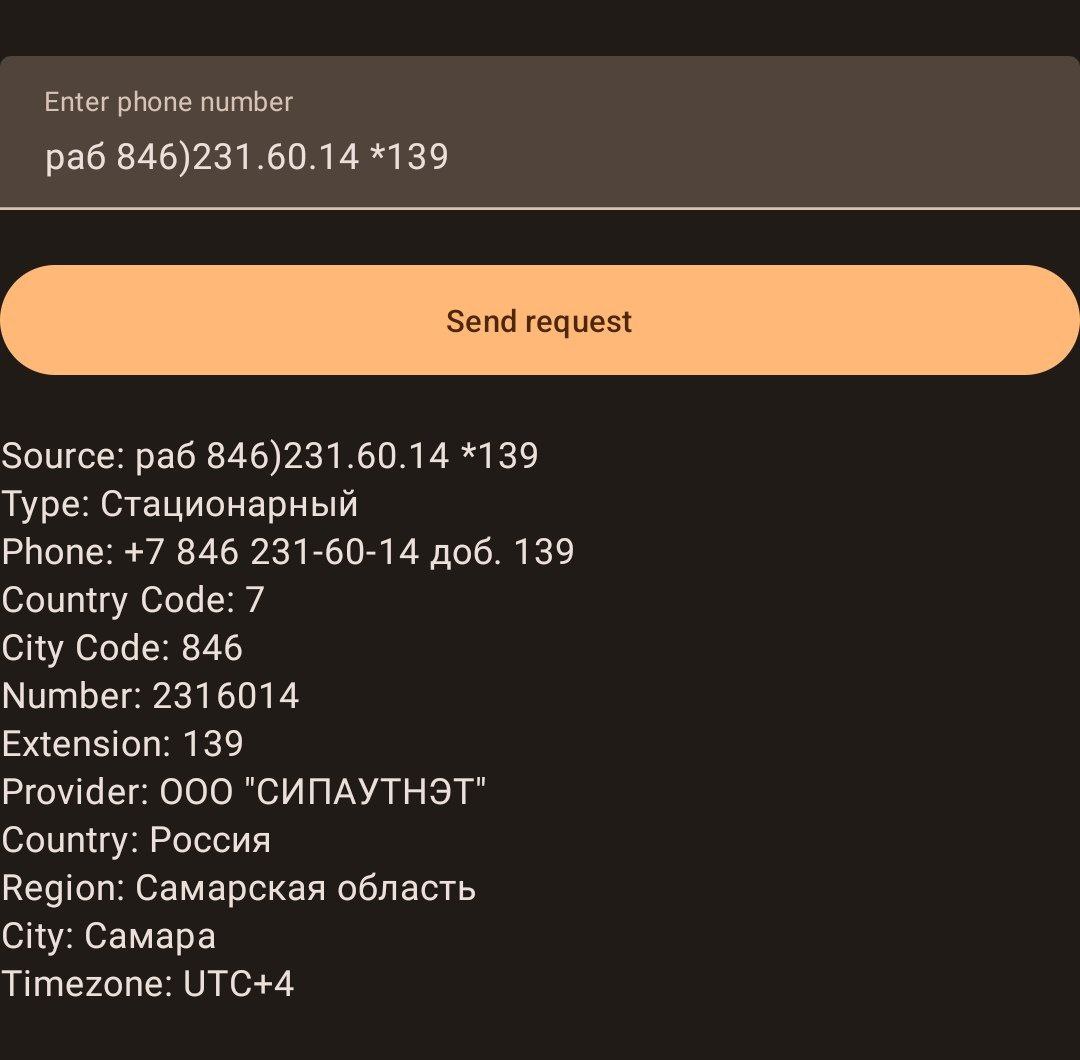 Enter phone number
раб 846)231.60.14 *139
Send request
Source: раб 846)231.60.14 *139
Type: Стационарный
Phone: +7 846 231-60-14 доб. 139
Country Code: 7
City Code: 846
Number: 2316014
Extension: 139
Provider: ООО "СИПАУТНЭТ"
Country: Россия
Region: Самарская область
City: Самара
Timezone: UTC+4